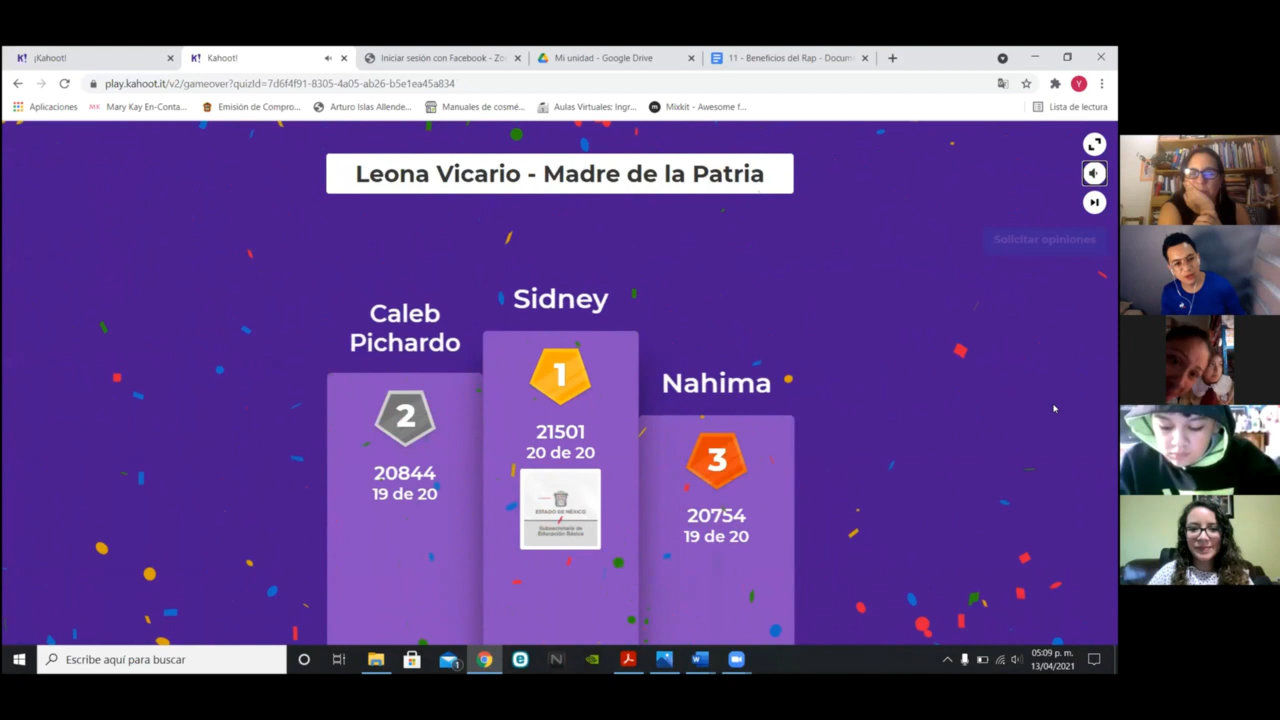 ¡Kahoot!
Kahoot!
Iniciar sesión con Facebook - Zo
Mi unidad - Google Drive
11 - Beneficios del Rap - Docum
play.kahoot.it/v2/gameover?quizId=7d6f4f91-8305-4a05-ab26-b5e1ea45a834
Y
Aplicaciones
MK Mary Kay En-Conta...
Emisión de Compro...
Arturo Islas Allende...
Manuales de cosmé...
Aulas Virtuales: Ingr...
Mixkit - Awesome f...
Lista de lectura
Leona Vicario - Madre de la Patria
Solicitar opiniones
Sidney
1
21501
20 de 20
ESTADO DE MÉXICO
Subsecretaría de
Educación Básica
Caleb
Pichardo
2
20844
19 de 20
Nahima
3
20754
19 de 20
Escribe aquí para buscar
1
05:09 p. m.
13/04/2021